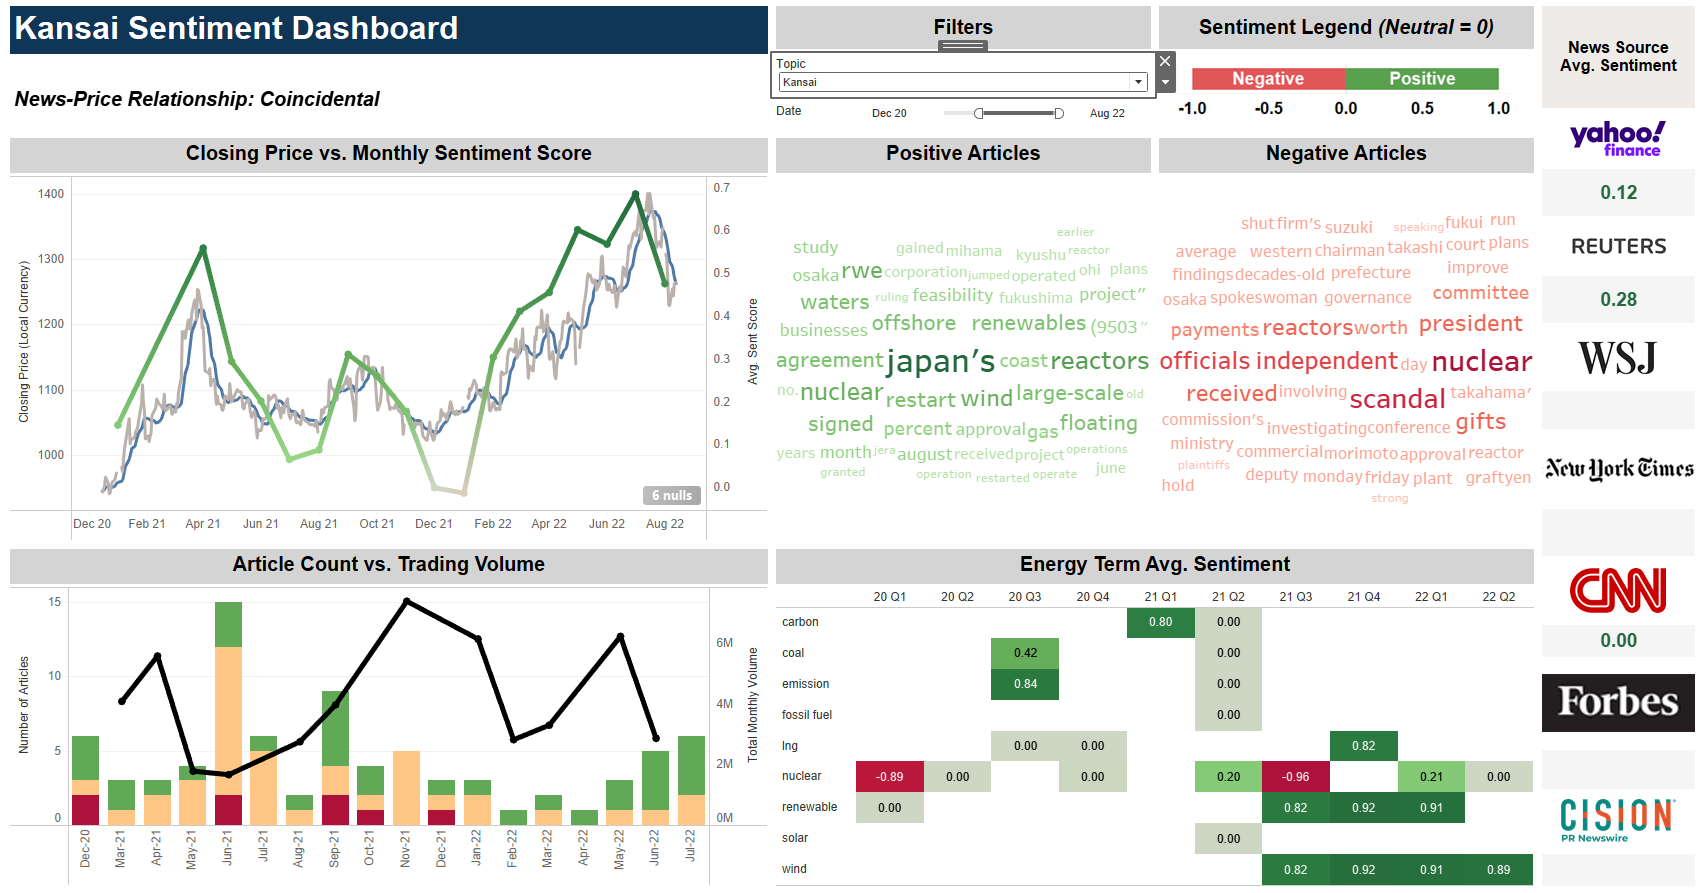 Kansai Sentiment Dashboard
News-Price Relationship: Coincidental
Filters
Topic
Kansai
Date
Dec 20
Aug 22
Sentiment Legend (Neutral = 0)
Negative
Positive
-1.0
-0.5
0.0
0.5
1.0
News Source
Avg. Sentiment
yahoo!
finance
0.12
REUTERS
0.28
WSJ
New York Times
CNN
0.00
Forbes
CISION
PR Newswire
Closing Price vs. Monthly Sentiment Score
Closing Price (Local Currency)
1400
1300
1200
1100
1000
Avg. Sent Score
0.7
0.6
0.5
0.4
0.3
0.2
0.1
0.0
6 nulls
Dec 20 Feb 21 Apr 21 Jun 21 Aug 21 Oct 21 Dec 21 Feb 22 Apr 22 Jun 22 Aug 22
Positive Articles
earlier
study gained mihama kyushu reactor
osaka rwe corporation jumped operated ohi plans
waters ruling feasibility fukushima project”
businesses offshore renewables (9503”
agreement japan’s coast reactors
no. nuclear restart wind large-scale old
signed percent approval gas floating
years month jera august received project operations
granted operation restarted operate june
Negative Articles
shut firm’s suzuki speaking fukui run
average western chairman takashi court plans
findings decades-old prefecture improve
osaka spokeswoman governance committee
payments reactors worth president
officials independent day nuclear
received involving scandal takahama’
commission’s investigating conference gifts
ministry commercial morimoto approval reactor
plaintiffs deputy monday friday plant graft yen
hold
strong
Article Count vs. Trading Volume
Number of Articles
15
10
5
0
Total Monthly Volume
6M
4M
2M
0M
Dec-20 Mar-21 Apr-21 May-21 Jun-21 Jul-21 Aug-21 Sep-21 Oct-21 Nov-21 Dec-21 Jan-22 Feb-22 Mar-22 Apr-22 May-22 Jun-22 Jul-22
Energy Term Avg. Sentiment
20 Q1 20 Q2 20 Q3 20 Q4 21 Q1 21 Q2 21 Q3 21 Q4 22 Q1 22 Q2
carbon 0.80 0.00
coal 0.42 0.00
emission 0.84 0.00
fossil fuel 0.00
lng 0.00 0.00 0.82
nuclear -0.89 0.00 0.00 0.20 -0.96 0.21 0.00
renewable 0.00 0.82 0.92 0.91
solar 0.00
wind 0.82 0.92 0.91 0.89